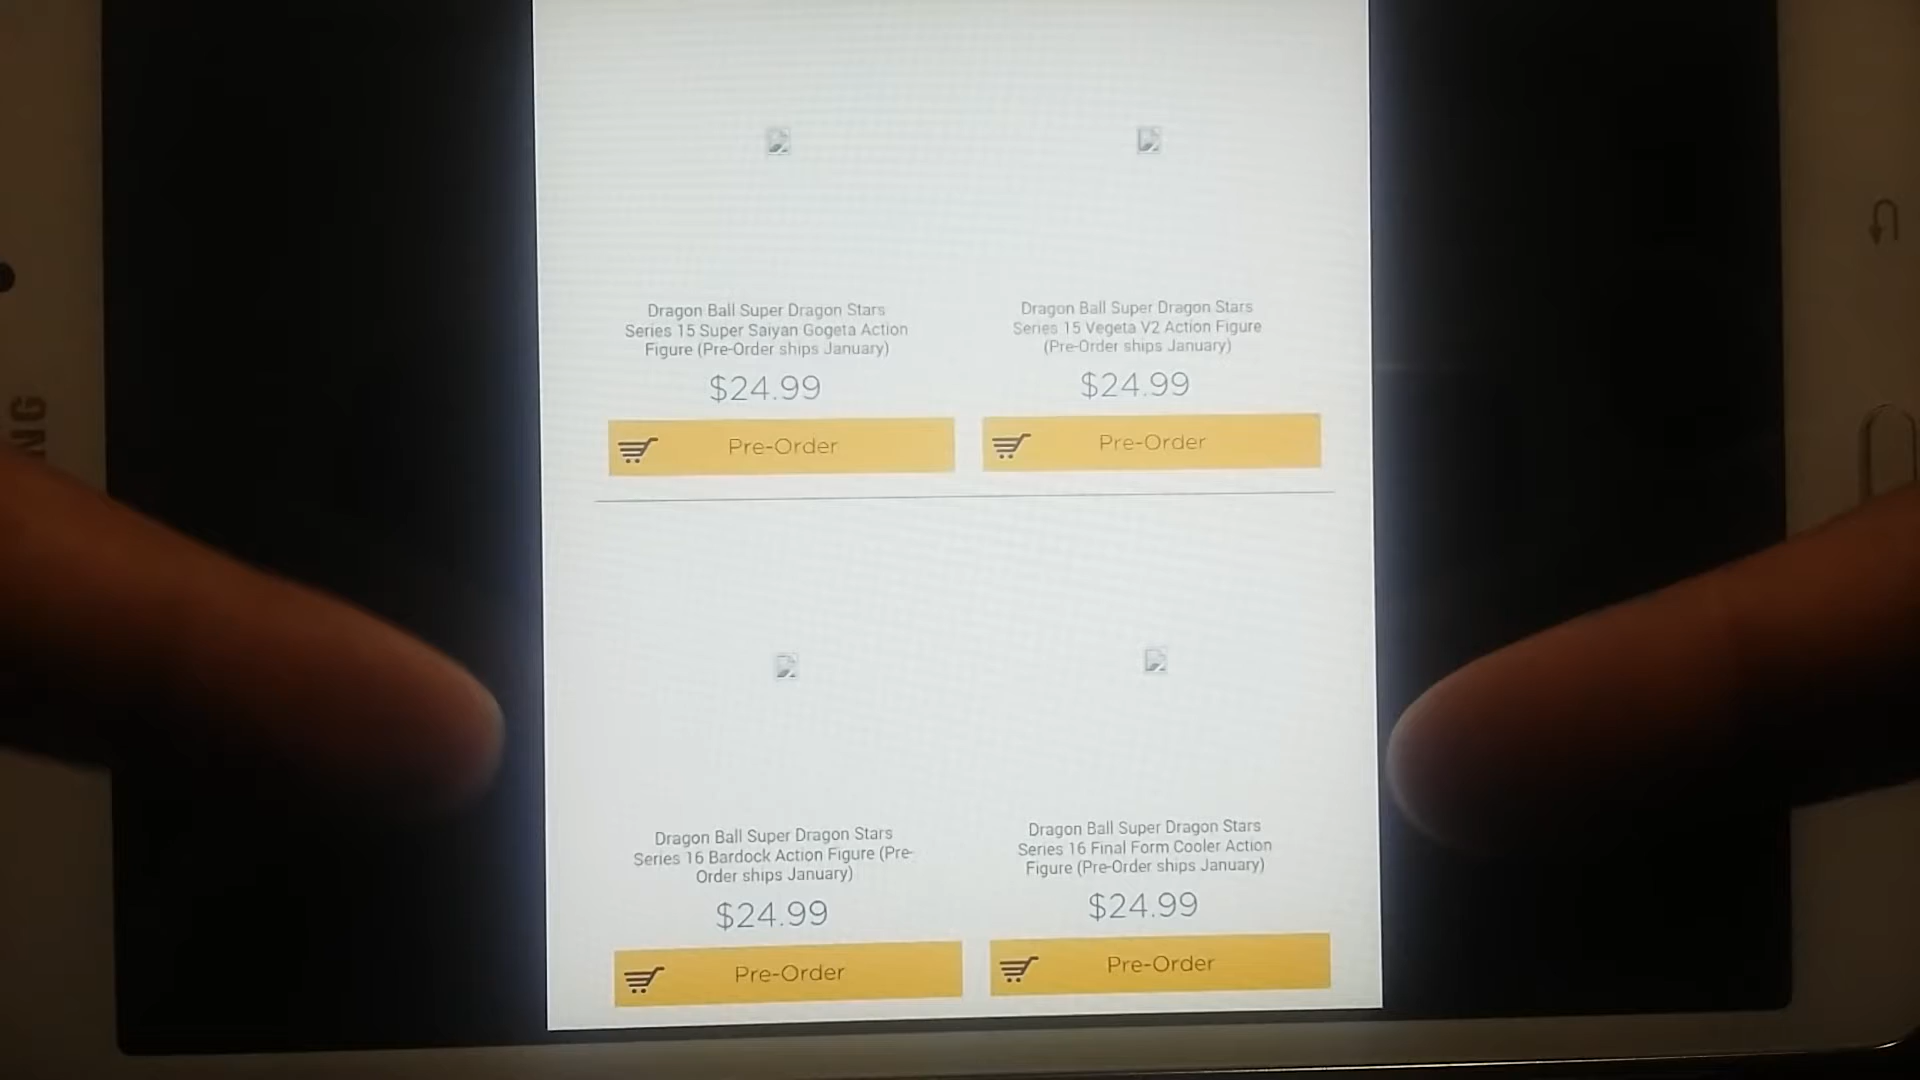 Dragon Ball Super Dragon Stars
Series 15 Super Saiyan Gogeta Action
Figure (Pre-Order ships January)
$24.99
Pre-Order
Dragon Ball Super Dragon Stars
Series 15 Vegeta V2 Action Figure
(Pre-Order ships January)
$24.99
Pre-Order
Dragon Ball Super Dragon Stars
Series 16 Bardock Action Figure (Pre-
Order ships January)
$24.99
Pre-Order
Dragon Ball Super Dragon Stars
Series 16 Final Form Cooler Action
Figure (Pre-Order ships January)
$24.99
Pre-Order
NG